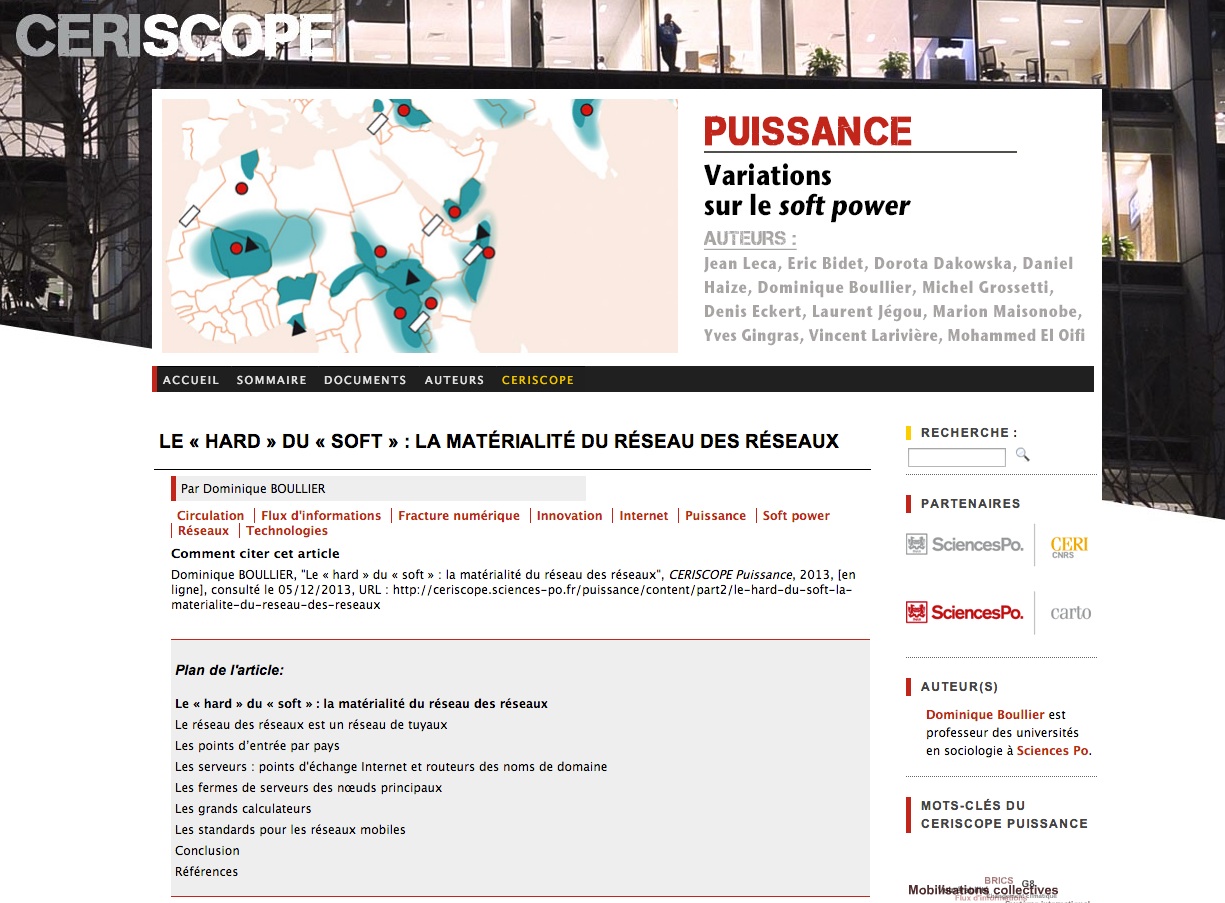 CERISCOPE
PUISSANCE
Variations
sur le soft power
AUTEURS :
Jean Leca, Eric Bidet, Dorota Dakowska, Daniel
Haize, Dominique Boullier, Michel Grossetti,
Denis Eckert, Laurent Jégou, Marion Maisonobe,
Yves Gingras, Vincent Larivière, Mohammed El Oifi
ACCUEIL SOMMAIRE DOCUMENTS AUTEURS CERISCOPE
LE « HARD » DU « SOFT » : LA MATÉRIALITÉ DU RÉSEAU DES RÉSEAUX
Par Dominique BOULLIER
Circulation | Flux d'informations | Fracture numérique | Innovation | Internet | Puissance | Soft power
| Réseaux | Technologies
Comment citer cet article
Dominique BOULLIER, "Le « hard » du « soft » : la matérialité du réseau des réseaux", CERISCOPE Puissance, 2013, [en
ligne], consulté le 05/12/2013, URL : http://ceriscope.sciences-po.fr/puissance/content/part2/le-hard-du-soft-la-
materialite-du-reseau-des-reseaux
Plan de l'article:
Le « hard » du « soft » : la matérialité du réseau des réseaux
Le réseau des réseaux est un réseau de tuyaux
Les points d’entrée par pays
Les serveurs : points d'échange Internet et routeurs des noms de domaine
Les fermes de serveurs des nœuds principaux
Les grands calculateurs
Les standards pour les réseaux mobiles
Conclusion
Références
RECHERCHE :
PARTENAIRES
SciencesPo. CERI
CNRS
SciencesPo. carto
AUTEUR(S)
Dominique Boullier est
professeur des universités
en sociologie à Sciences Po.
MOTS-CLÉS DU
CERISCOPE PUISSANCE
BRICS G8
Mobilisations collectives
Flux d'informations